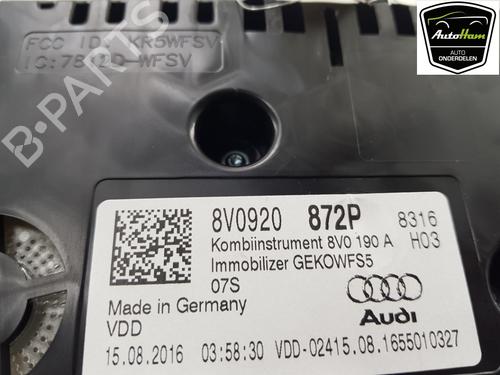 FCC ID: KR5WFSV
IC: 7812D-WFSV
AutoHam
AUTO
ONDERDELEN
B-PARTS
8V0920 872P 8316
Kombiinstrument 8V0 190 A H03
Immobilizer GEKOWFS5
07S
Made in Germany
VDD
Audi
15.08.2016 03:58:30 VDD-02415.08.1655010327